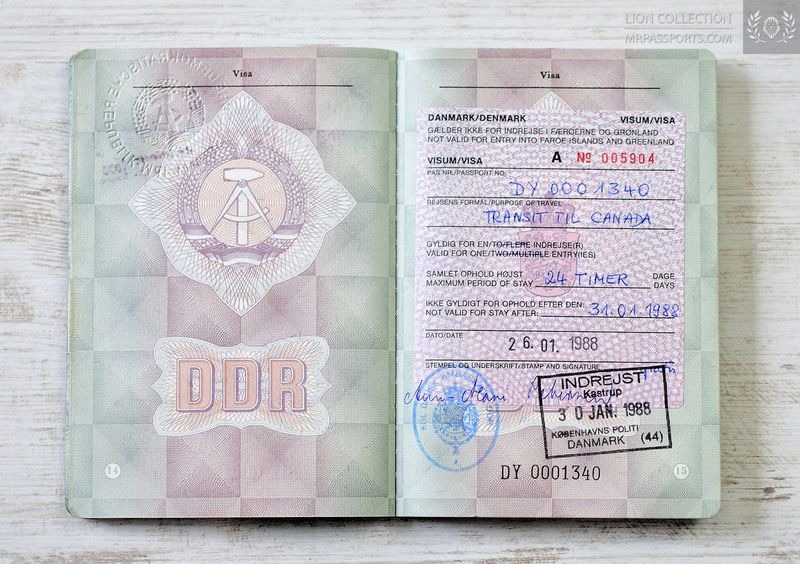 LION COLLECTION
MRPASSPORTS.COM
Visa
DDR
14
Visa
DANMARK/DENMARK VISUM/VISA
GÆLDER IKKE FOR INDREJSE I FÆRØERNE OG GRØNLAND
NOT VALID FOR ENTRY INTO FAROE ISLANDS AND GREENLAND
VISUM/VISA A № 005904
PAS NR./PASSPORT NO.
DY 0001340
REJSENS FORMÅL/PURPOSE OF TRAVEL
TRANSIT TIL CANADA
GYLDIG FOR EN/TO/FLERE INDREJSE(R)
VALID FOR ONE/TWO/MULTIPLE ENTRY(IES)
SAMLET OPHOLD HØJST DAGE
MAXIMUM PERIOD OF STAY 24 TIMER DAYS
IKKE GYLDIGT FOR OPHOLD EFTER DEN:
NOT VALID FOR STAY AFTER: 31.01.1988
DATO/DATE
26.01.1988
STEMPEL OG UNDERSKRIFT/STAMP AND SIGNATURE
INDREJST
Kastrup
30 JAN. 1988
KØBENHAVNS POLITI
DANMARK (44)
DY 0001340
15